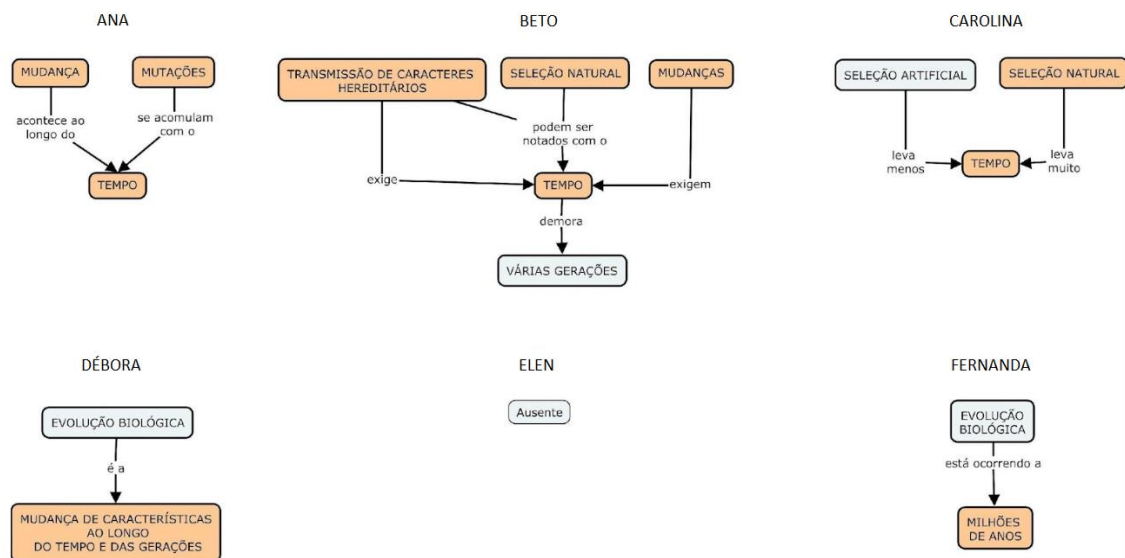 ANA
MUDANÇA
MUTAÇÕES
acontece ao
longo do
se acomulam
com o
TEMPO
BETO
TRANSMISSÃO DE CARACTERES
HEREDITÁRIOS
SELEÇÃO NATURAL
MUDANÇAS
podem ser
notados com o
exige
TEMPO
exigem
demora
VÁRIAS GERAÇÕES
CAROLINA
SELEÇÃO ARTIFICIAL
SELEÇÃO NATURAL
leva
menos
TEMPO
leva
muito
DÉBORA
EVOLUÇÃO BIOLÓGICA
é a
MUDANÇA DE CARACTERÍSTICAS
AO LONGO
DO TEMPO E DAS GERAÇÕES
ELEN
Ausente
FERNANDA
EVOLUÇÃO
BIOLÓGICA
está ocorrendo a
MILHÕES
DE ANOS